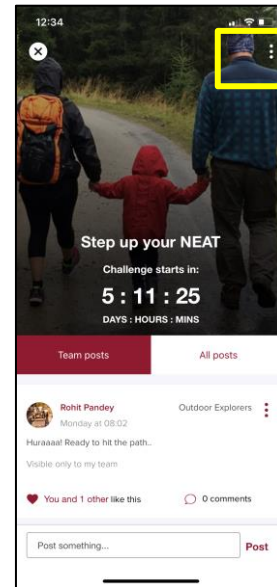 12:34
Step up your NEAT
Challenge starts in:
5 : 11 : 25
DAYS : HOURS : MINS
Team posts
All posts
Rohit Pandey
Outdoor Explorers
Monday at 08:02
Huraaaa! Ready to hit the path..
Visible only to my team
You and 1 other like this
0 comments
Post something...
Post